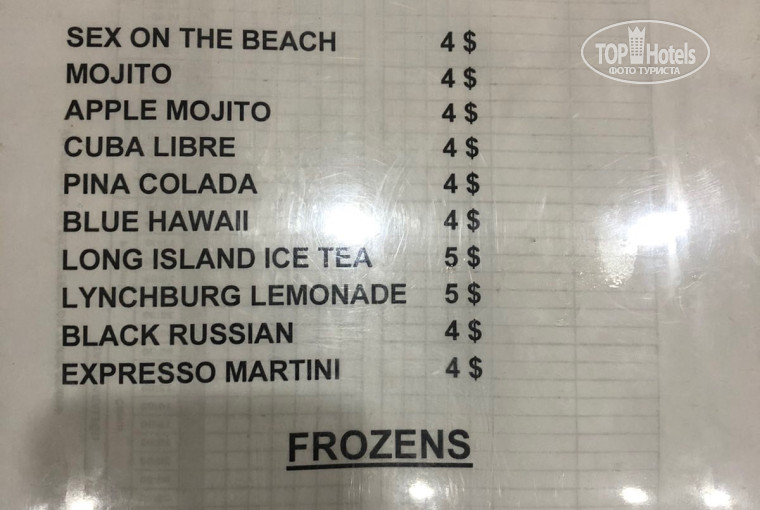 SEX ON THE BEACH 4 $
MOJITO 4 $
APPLE MOJITO 4 $
CUBA LIBRE 4 $
PINA COLADA 4 $
BLUE HAWAII 4 $
LONG ISLAND ICE TEA 5 $
LYNCHBURG LEMONADE 5 $
BLACK RUSSIAN 4 $
EXPRESSO MARTINI 4 $
FROZENS
TOP Hotels
ФОТО ТУРИСТА